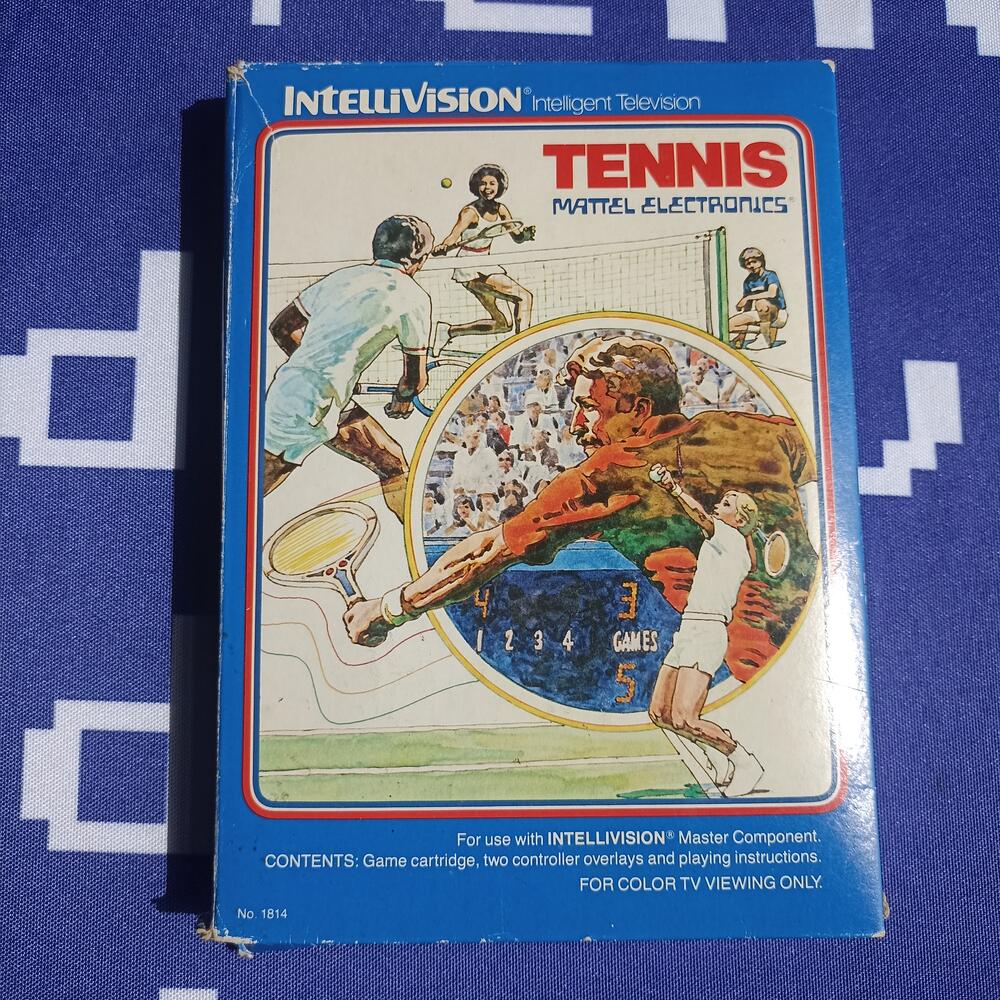 INTELLIVISION® Intelligent Television
TENNIS
MATTEL ELECTRONICS®
4 3
1 2 3 4 GAMES
5
For use with INTELLIVISION® Master Component.
CONTENTS: Game cartridge, two controller overlays and playing instructions.
FOR COLOR TV VIEWING ONLY.
No. 1814